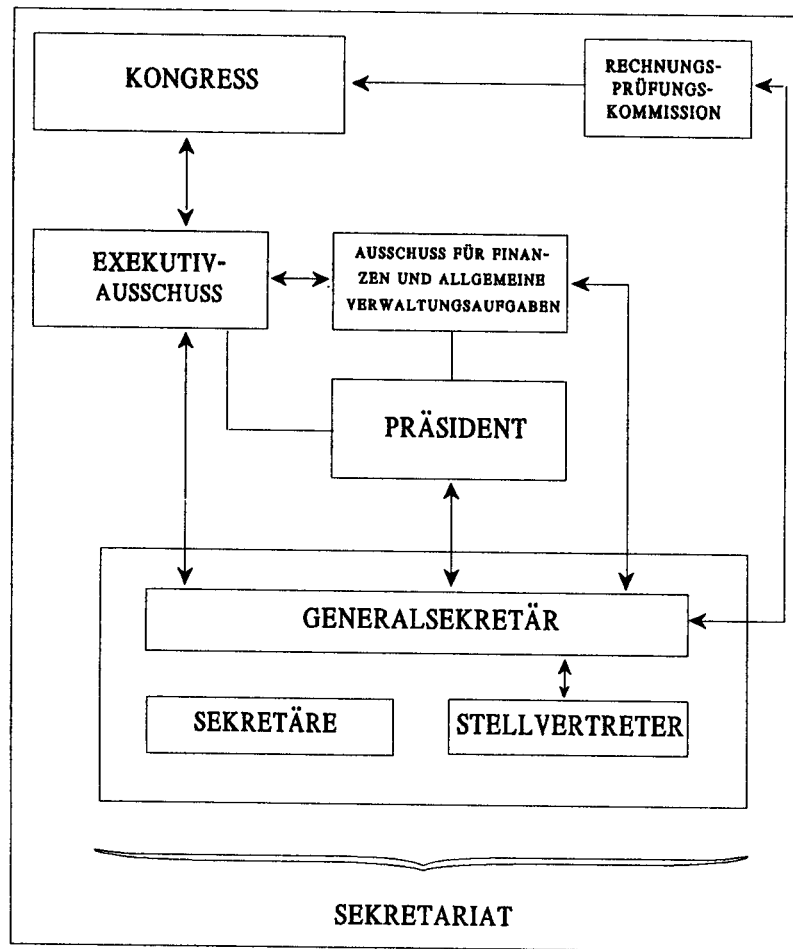 KONGRESS
RECHNUNGS-
PRÜFUNGS-
KOMMISSION
EXEKUTIV-
AUSSCHUSS
AUSSCHUSS FÜR FINAN-
ZEN UND ALLGEMEINE
VERWALTUNGSAUFGABEN
PRÄSIDENT
GENERALSEKRETÄR
SEKRETÄRE
STELLVERTRETER
SEKRETARIAT